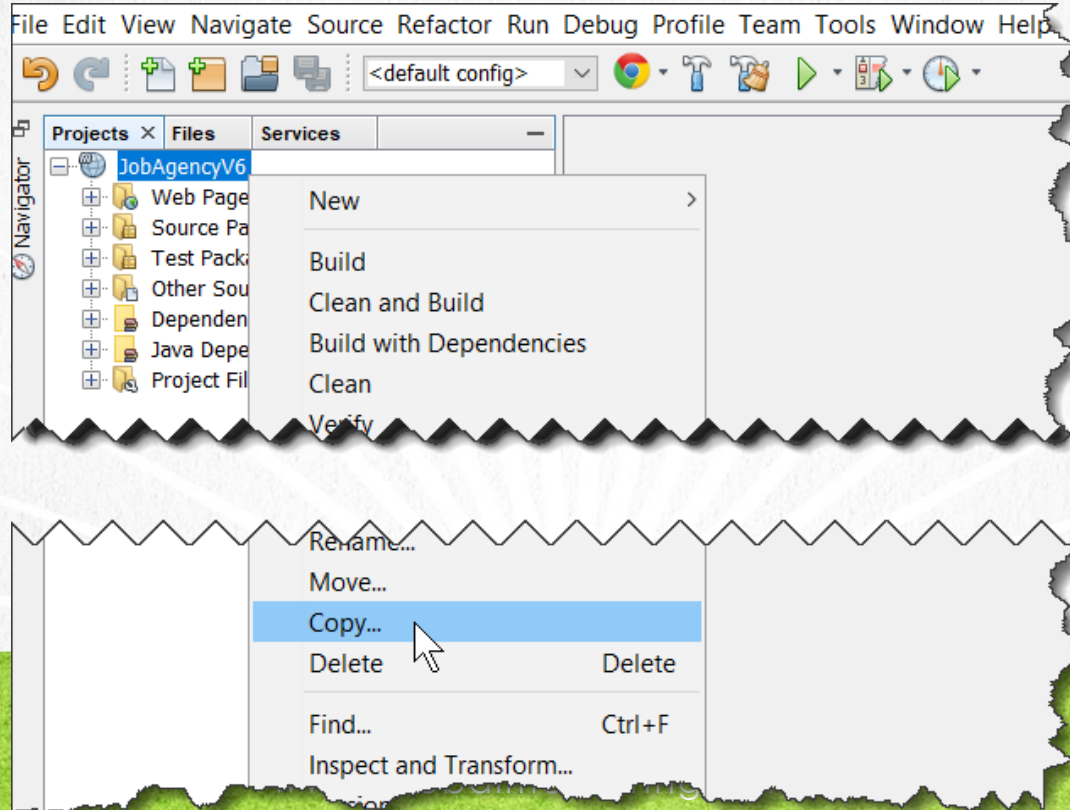 File Edit View Navigate Source Refactor Run Debug Profile Team Tools Window Help
<default config>
Projects Files Services
Navigator
JobAgencyV6
Web Page
Source Pa
Test Packa
Other Sou
Dependen
Java Depe
Project Fil
New
Build
Clean and Build
Build with Dependencies
Clean
Verify
Rename...
Move...
Copy...
Delete Delete
Find... Ctrl+F
Inspect and Transform...